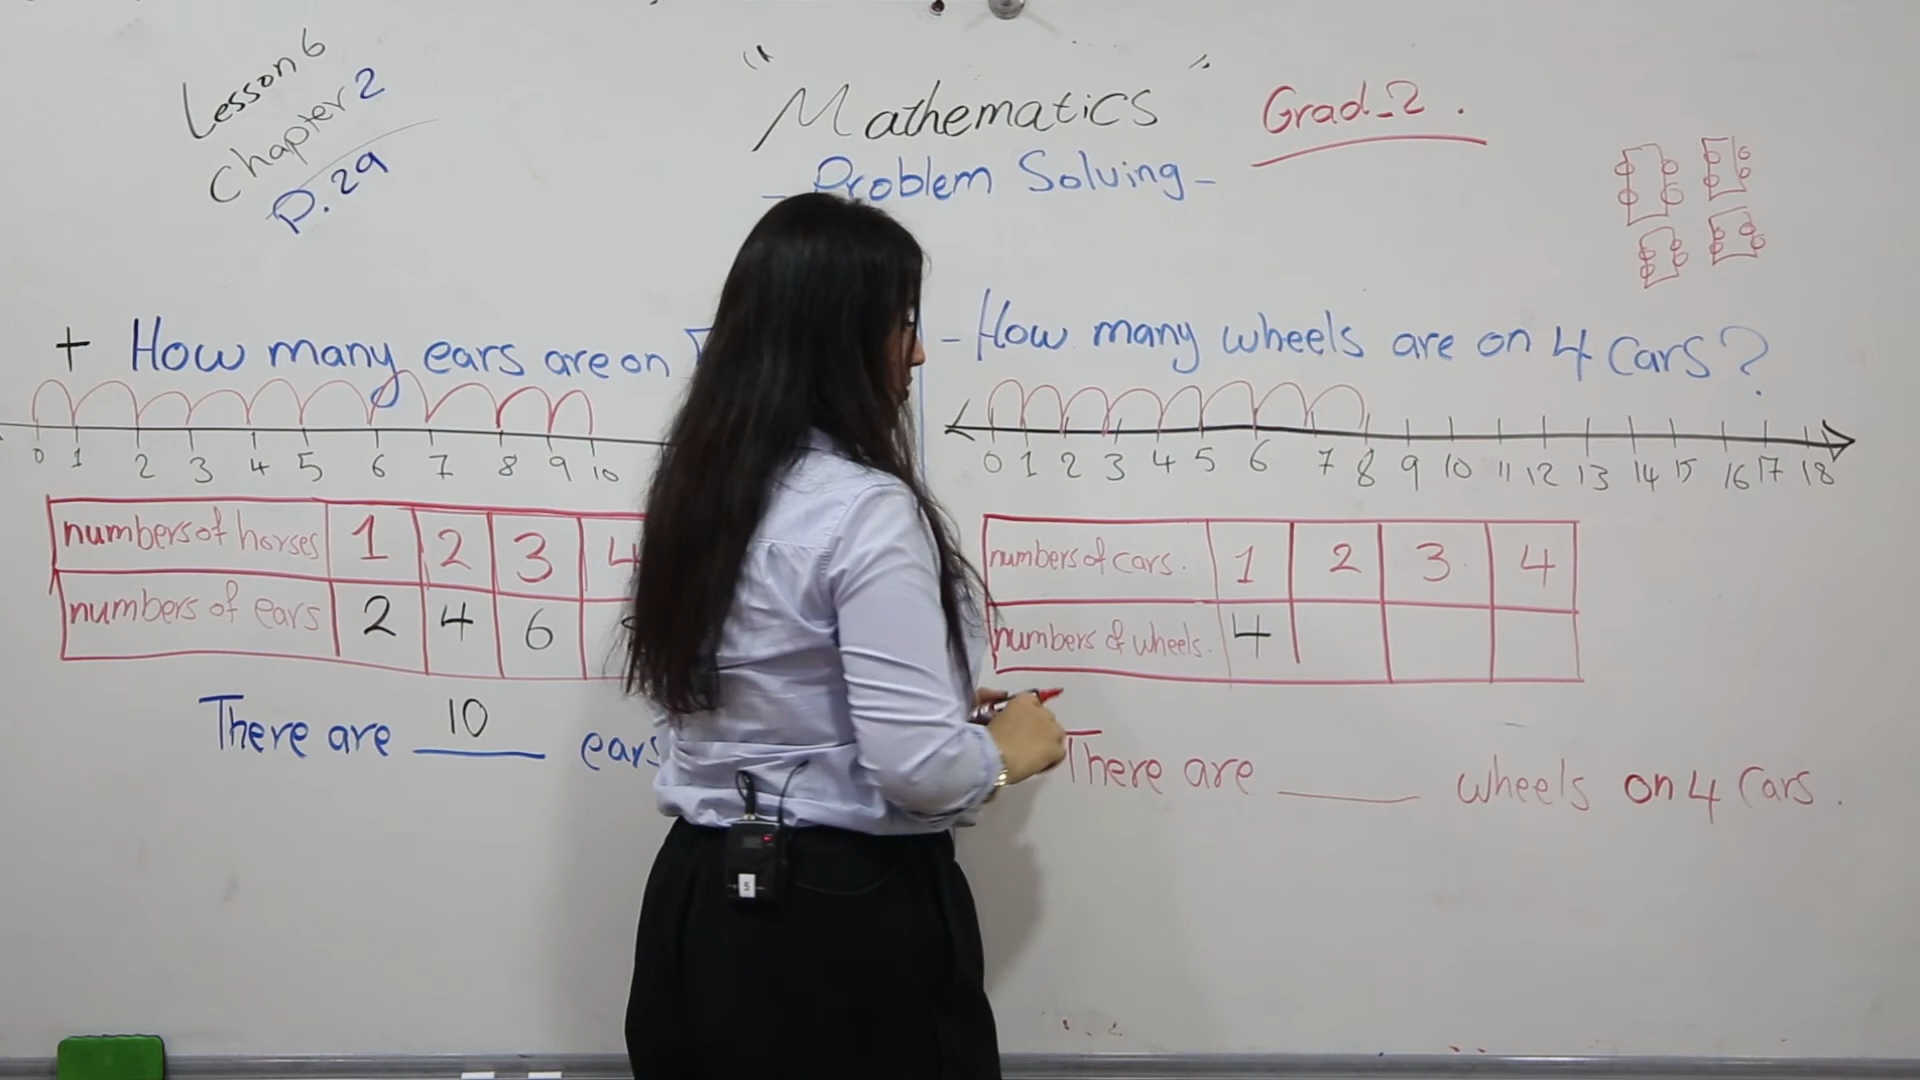 Lesson 6
Chapter 2
P.29
"Mathematics"
Grad-2.
- Problem Solving -
+ How many ears are on
0 1 2 3 4 5 6 7 8 9 10
numbers of horses 1 2 3 4
numbers of ears 2 4 6
There are 10 ears
- How many wheels are on 4 cars?
0 1 2 3 4 5 6 7 8 9 10 11 12 13 14 15 16 17 18
numbers of cars. 1 2 3 4
numbers of wheels. 4
There are ____ wheels on 4 cars.
5